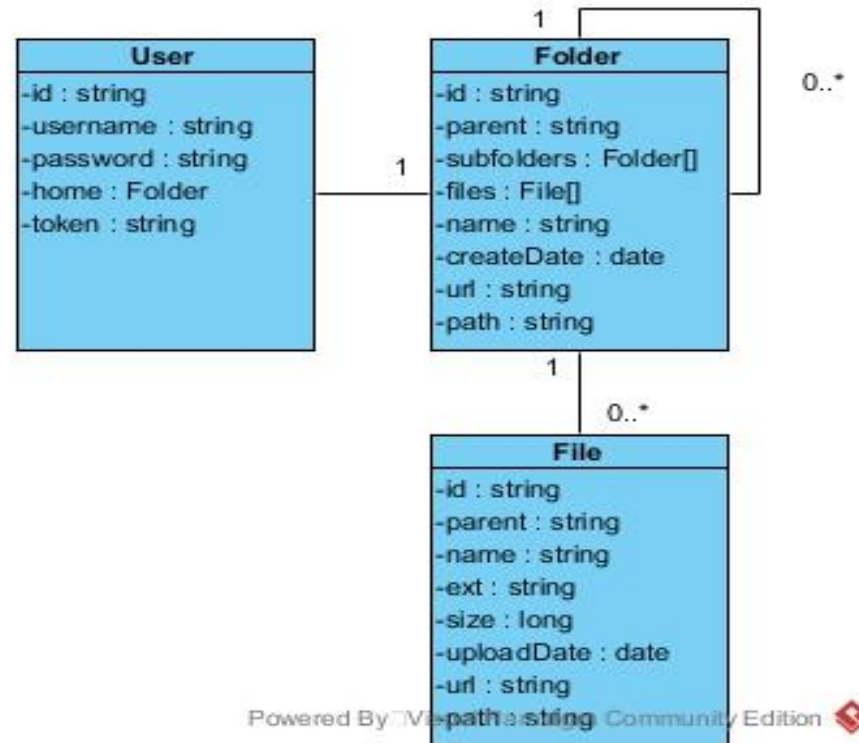 User
-id : string
-username : string
-password : string
-home : Folder
-token : string
1
1
Folder
-id : string
-parent : string
-subfolders : Folder[]
-files : File[]
-name : string
-createDate : date
-url : string
-path : string
0..*
1
0..*
File
-id : string
-parent : string
-name : string
-ext : string
-size : long
-uploadDate : date
-url : string
-path : string
Powered By Community Edition